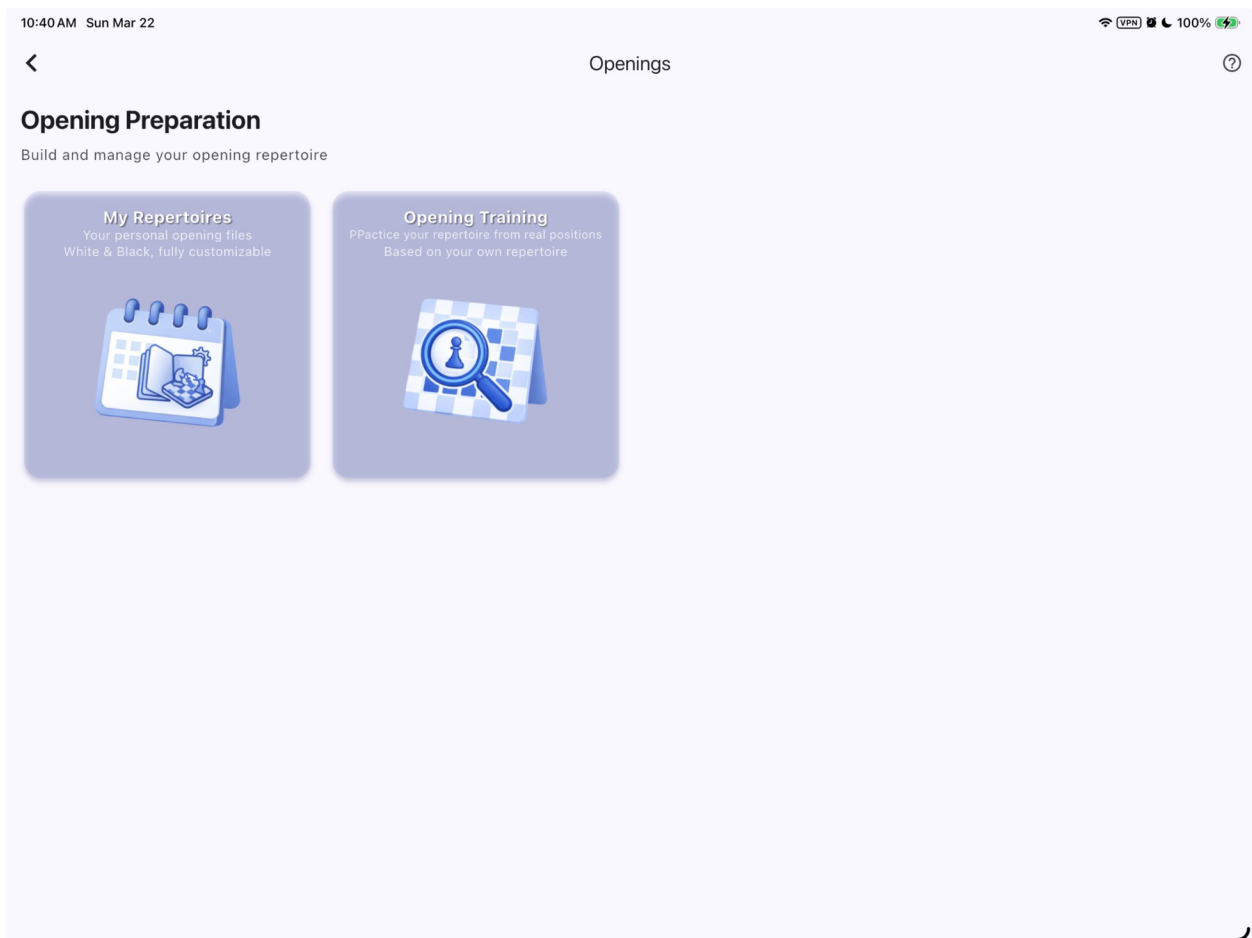 10:40 AM Sun Mar 22
VPN
100%
Openings
Opening Preparation
Build and manage your opening repertoire
My Repertoires
Your personal opening files
White & Black, fully customizable
Opening Training
PPactice your repertoire from real positions
Based on your own repertoire